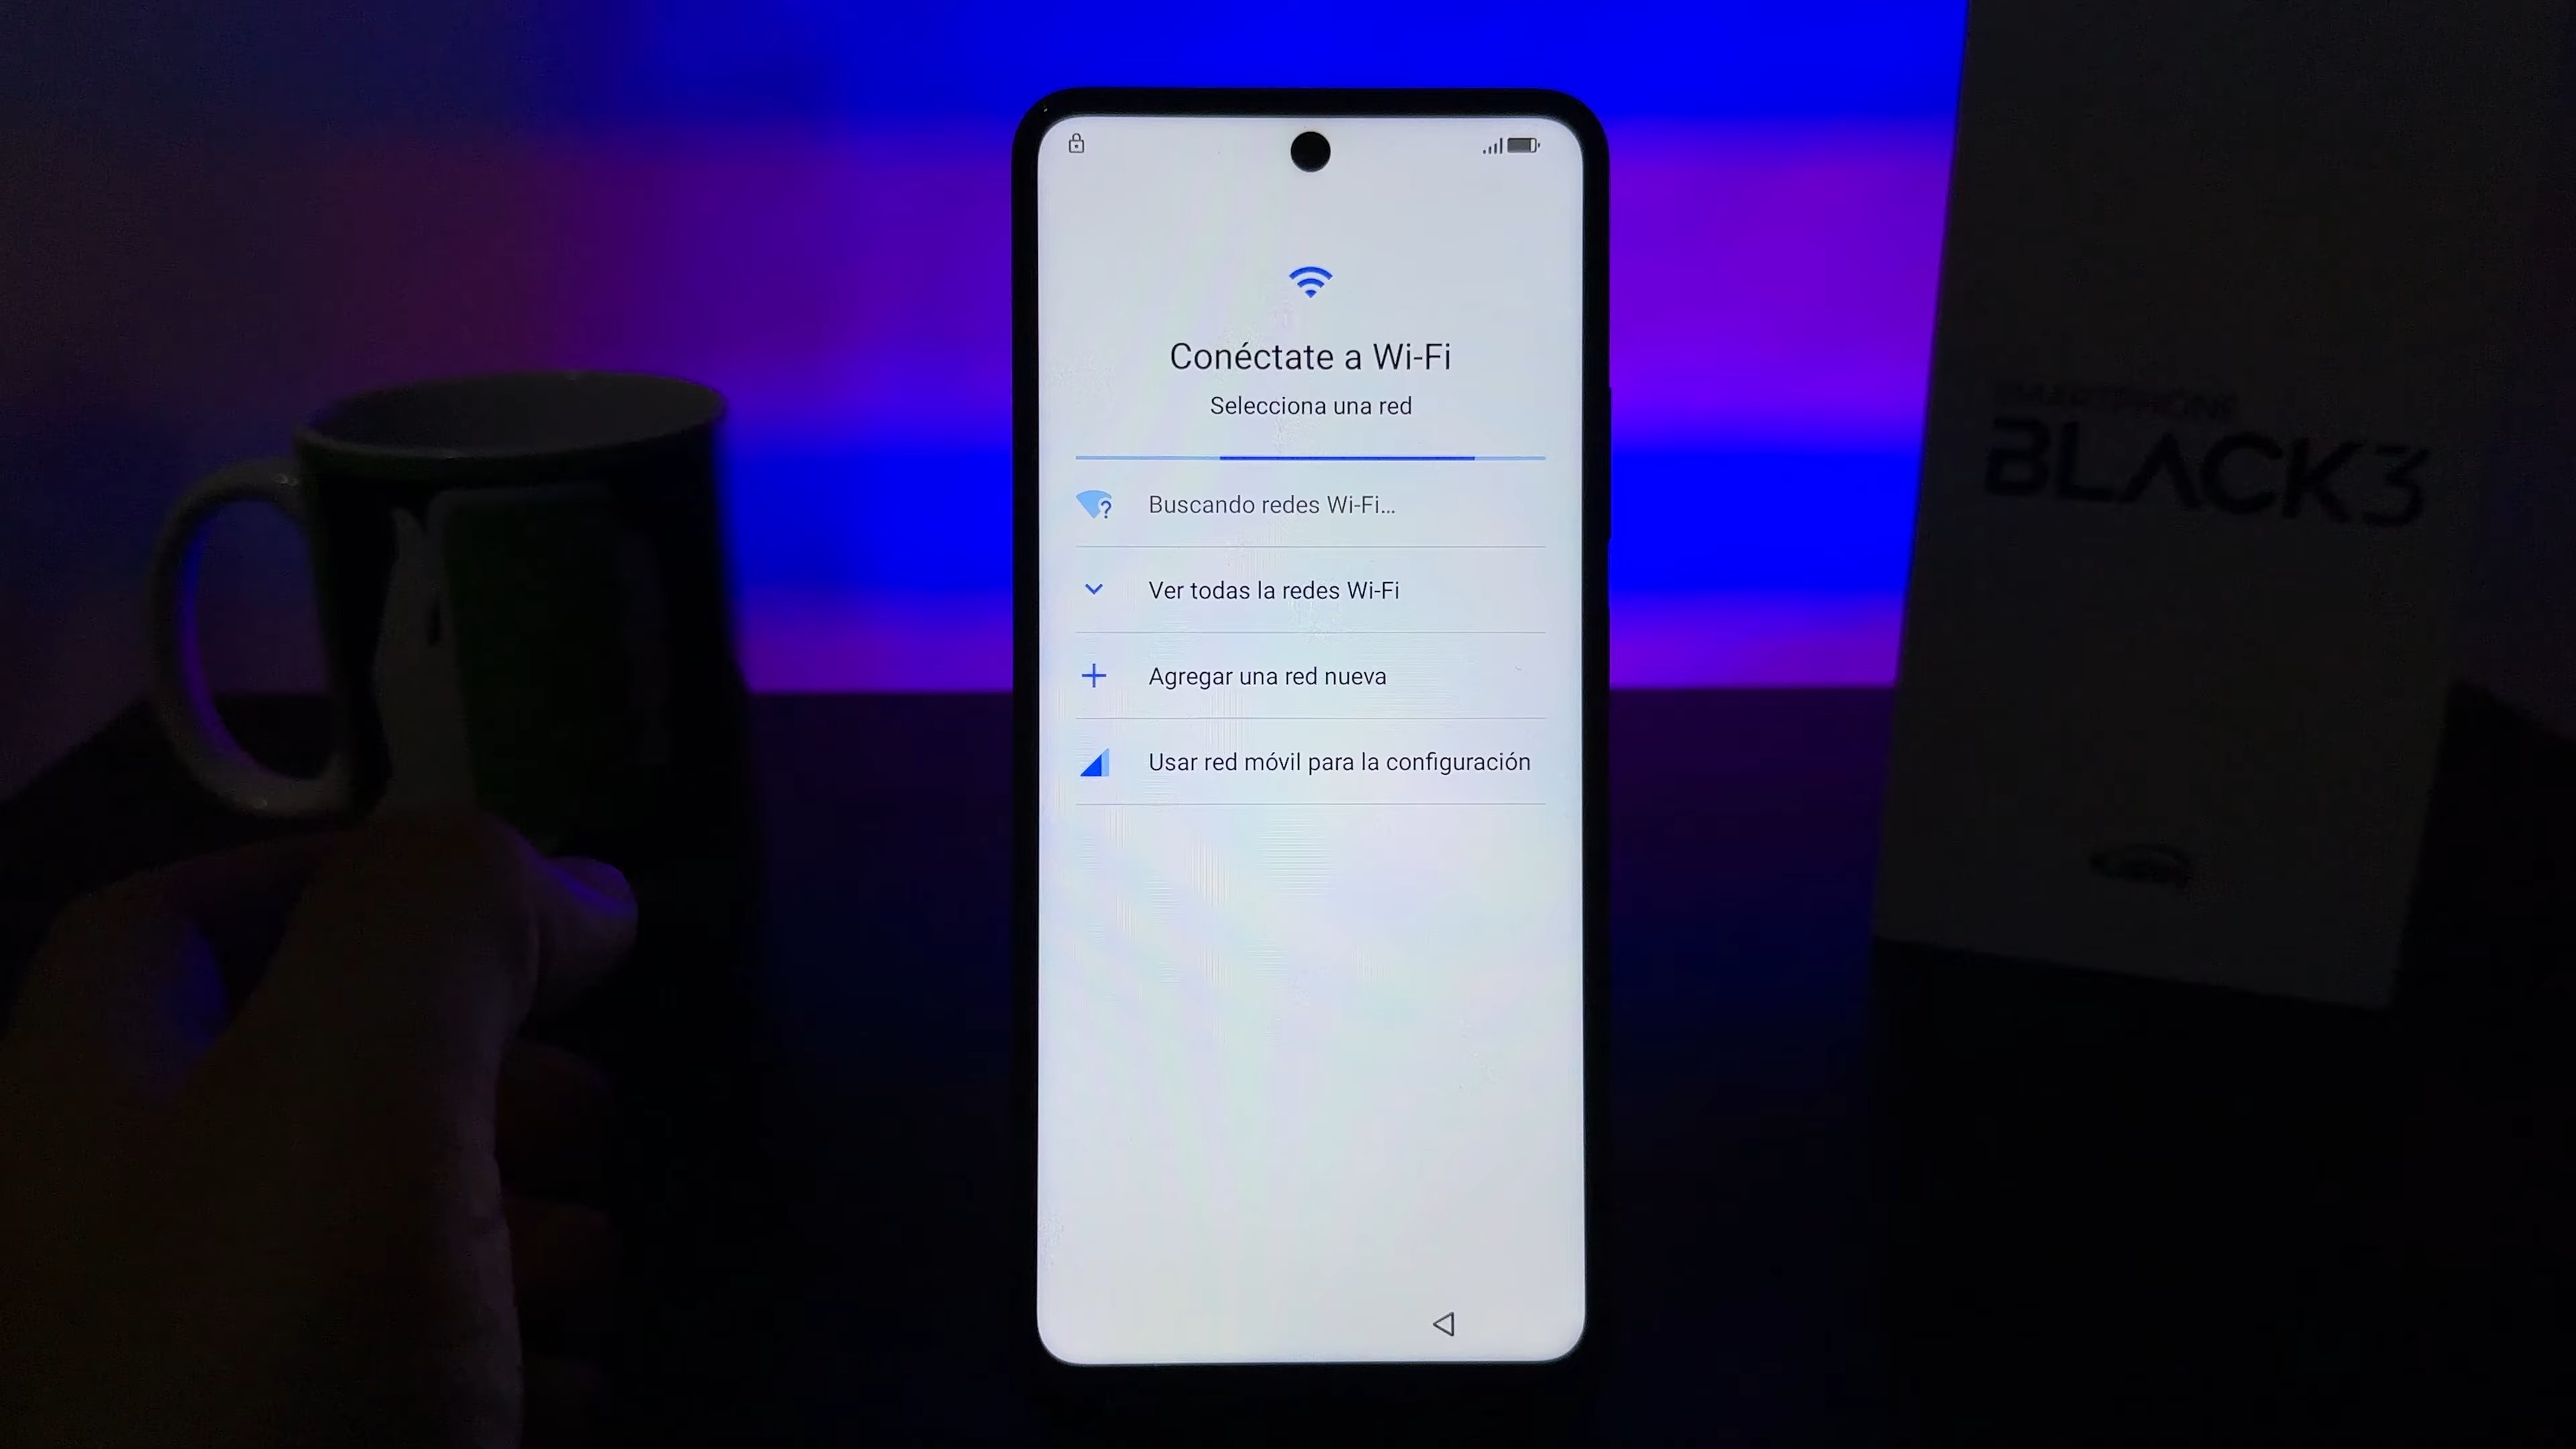 Conéctate a Wi-Fi
Selecciona una red
Buscando redes Wi-Fi...
Ver todas la redes Wi-Fi
Agregar una red nueva
Usar red móvil para la configuración
SMARTPHONE
BLACK3